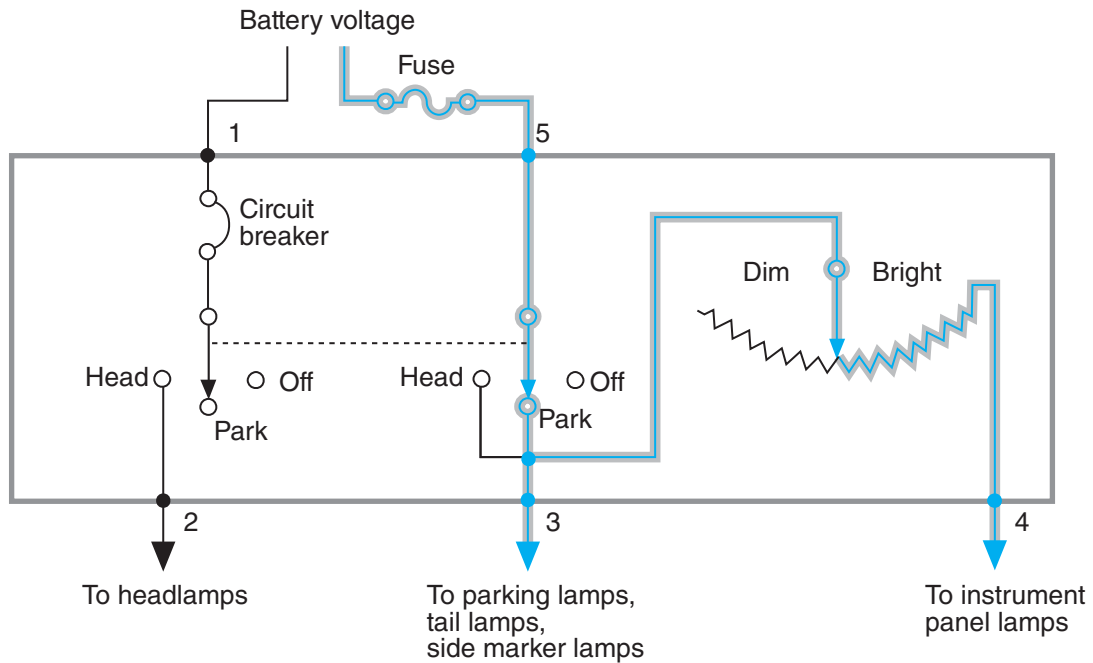 Battery voltage
Fuse
1
5
Circuit
breaker
Dim
Bright
Head
Off
Park
Head
Off
Park
2
3
4
To headlamps
To parking lamps,
tail lamps,
side marker lamps
To instrument
panel lamps